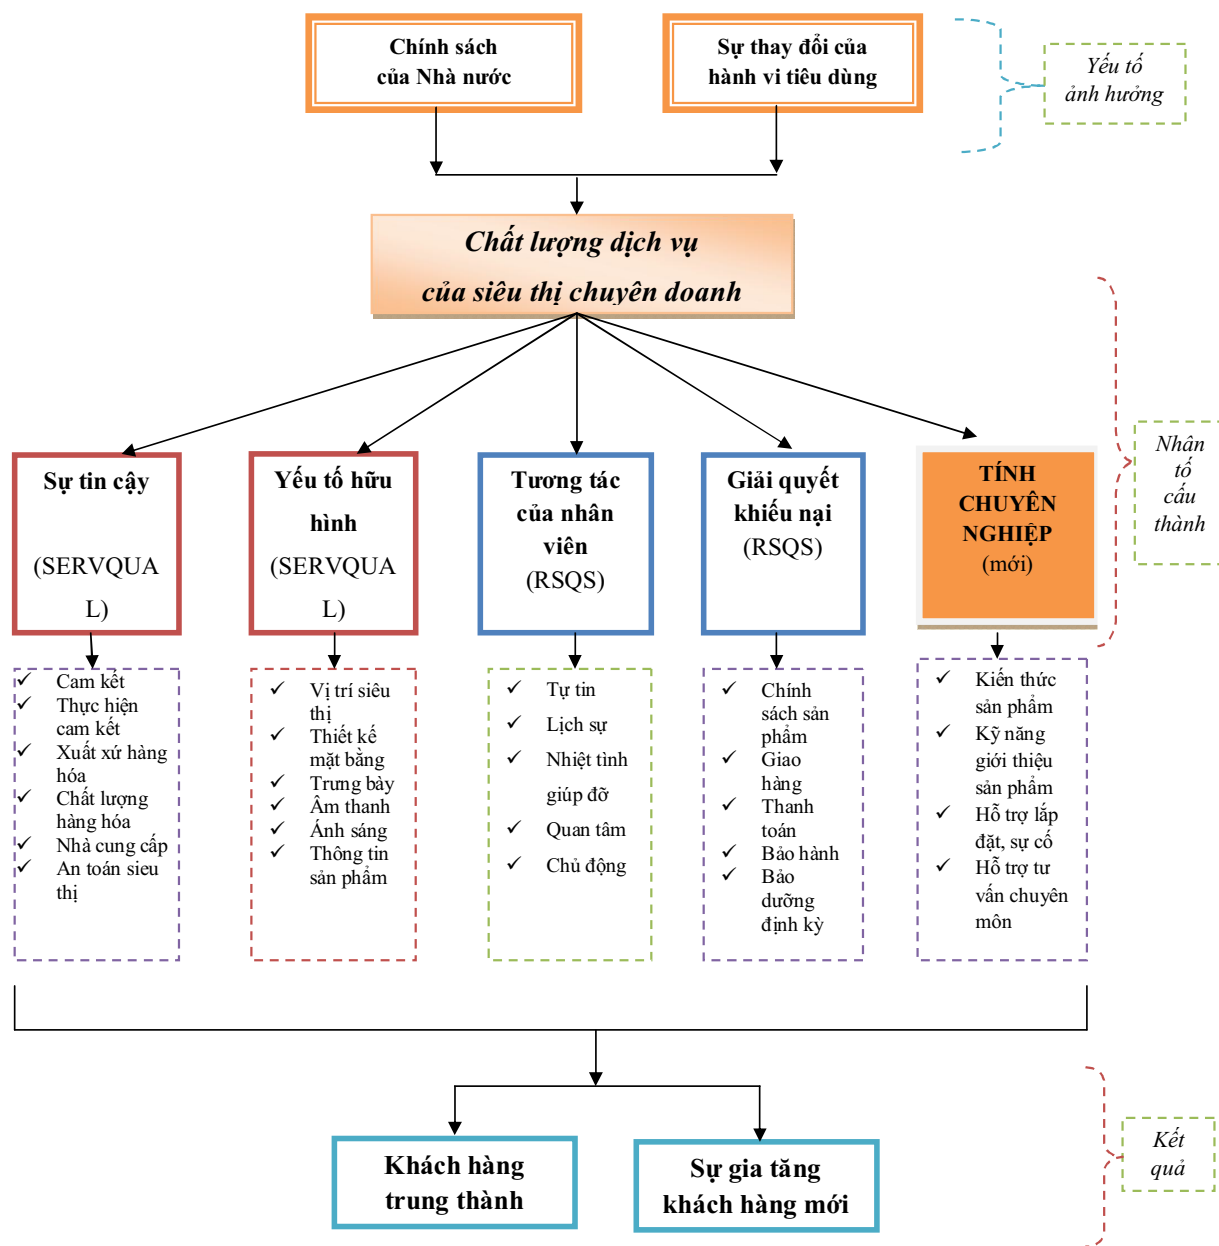 Chính sách
của Nhà nước
Sự thay đổi của
hành vi tiêu dùng
Yếu tố
ảnh hưởng
Chất lượng dịch vụ
của siêu thị chuyên doanh
Nhân
tố
cấu
thành
Sự tin cậy
(SERVQUA
L)
Yếu tố hữu
hình
(SERVQUA
L)
Tương tác
của nhân
viên
(RSQS)
Giải quyết
khiếu nại
(RSQS)
TÍNH
CHUYÊN
NGHIỆP
(mới)
✓ Cam kết
✓ Thực hiện
cam kết
✓ Xuất xứ hàng
hóa
✓ Chất lượng
hàng hóa
✓ Nhà cung cấp
✓ An toán sieu
thị
✓ Vị trí siêu
thị
✓ Thiết kế
mặt bằng
✓ Trưng bày
✓ Âm thanh
✓ Ánh sáng
✓ Thông tin
sản phẩm
✓ Tự tin
✓ Lịch sự
✓ Nhiệt tình
giúp đỡ
✓ Quan tâm
✓ Chủ động
✓ Chính
sách sản
phẩm
✓ Giao
hàng
✓ Thanh
toán
✓ Bảo hành
✓ Bảo
dưỡng
định kỳ
✓ Kiến thức
sản phẩm
✓ Kỹ năng
giới thiệu
sản phẩm
✓ Hỗ trợ lắp
đặt, sự cố
✓ Hỗ trợ tư
vấn chuyên
môn
Khách hàng
trung thành
Sự gia tăng
khách hàng mới
Kết
quả